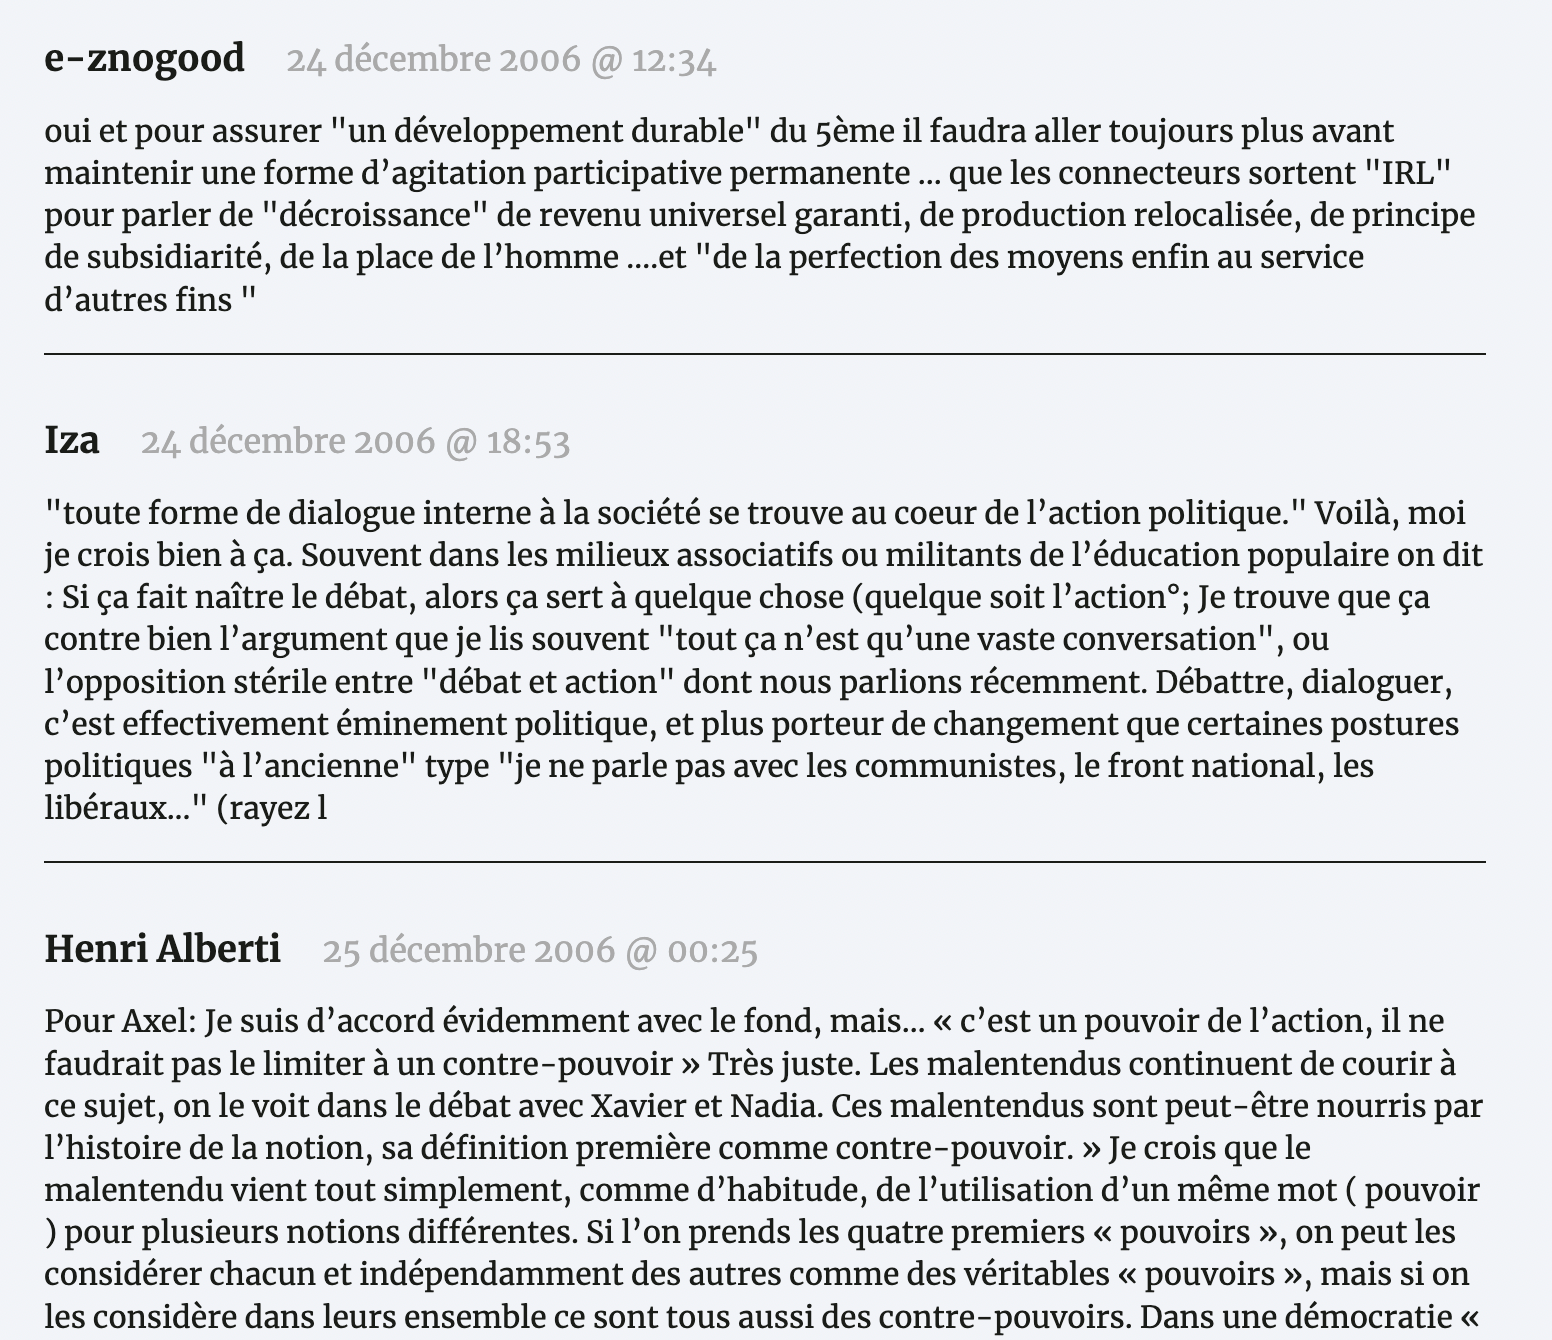 e-znogood 24 décembre 2006 @ 12:34
oui et pour assurer "un développement durable" du 5ème il faudra aller toujours plus avant
maintenir une forme d’agitation participative permanente ... que les connecteurs sortent "IRL"
pour parler de "décroissance" de revenu universel garanti, de production relocalisée, de principe
de subsidiarité, de la place de l’homme ....et "de la perfection des moyens enfin au service
d’autres fins "
Iza 24 décembre 2006 @ 18:53
"toute forme de dialogue interne à la société se trouve au coeur de l’action politique." Voilà, moi
je crois bien à ça. Souvent dans les milieux associatifs ou militants de l’éducation populaire on dit
: Si ça fait naître le débat, alors ça sert à quelque chose (quelque soit l’action°; Je trouve que ça
contre bien l’argument que je lis souvent "tout ça n’est qu’une vaste conversation", ou
l’opposition stérile entre "débat et action" dont nous parlions récemment. Débattre, dialoguer,
c’est effectivement éminement politique, et plus porteur de changement que certaines postures
politiques "à l’ancienne" type "je ne parle pas avec les communistes, le front national, les
libéraux..." (rayez l
Henri Alberti 25 décembre 2006 @ 00:25
Pour Axel: Je suis d’accord évidemment avec le fond, mais... « c’est un pouvoir de l’action, il ne
faudrait pas le limiter à un contre-pouvoir » Très juste. Les malentendus continuent de courir à
ce sujet, on le voit dans le débat avec Xavier et Nadia. Ces malentendus sont peut-être nourris par
l’histoire de la notion, sa définition première comme contre-pouvoir. » Je crois que le
malentendu vient tout simplement, comme d’habitude, de l’utilisation d’un même mot ( pouvoir
) pour plusieurs notions différentes. Si l’on prends les quatre premiers « pouvoirs », on peut les
considérer chacun et indépendamment des autres comme des véritables « pouvoirs », mais si on
les considère dans leurs ensemble ce sont tous aussi des contre-pouvoirs. Dans une démocratie «